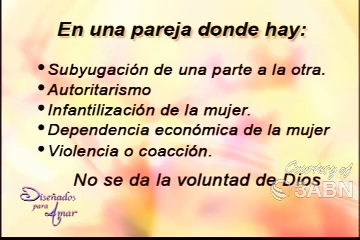 En una pareja donde hay:
• Subyugación de una parte a la otra.
• Autoritarismo
• Infantilización de la mujer.
• Dependencia económica de la mujer
• Violencia o coacción.
No se da la voluntad de Dios
Courtesy of
3ABN
Diseñados
para
Amar